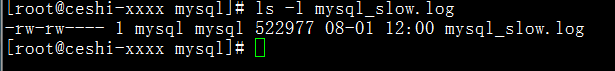 [root@ceshi-xxxx mysql]# ls -l mysql_slow.log
-rw-rw---- 1 mysql mysql 522977 08-01 12:00 mysql_slow.log
[root@ceshi-xxxx mysql]#